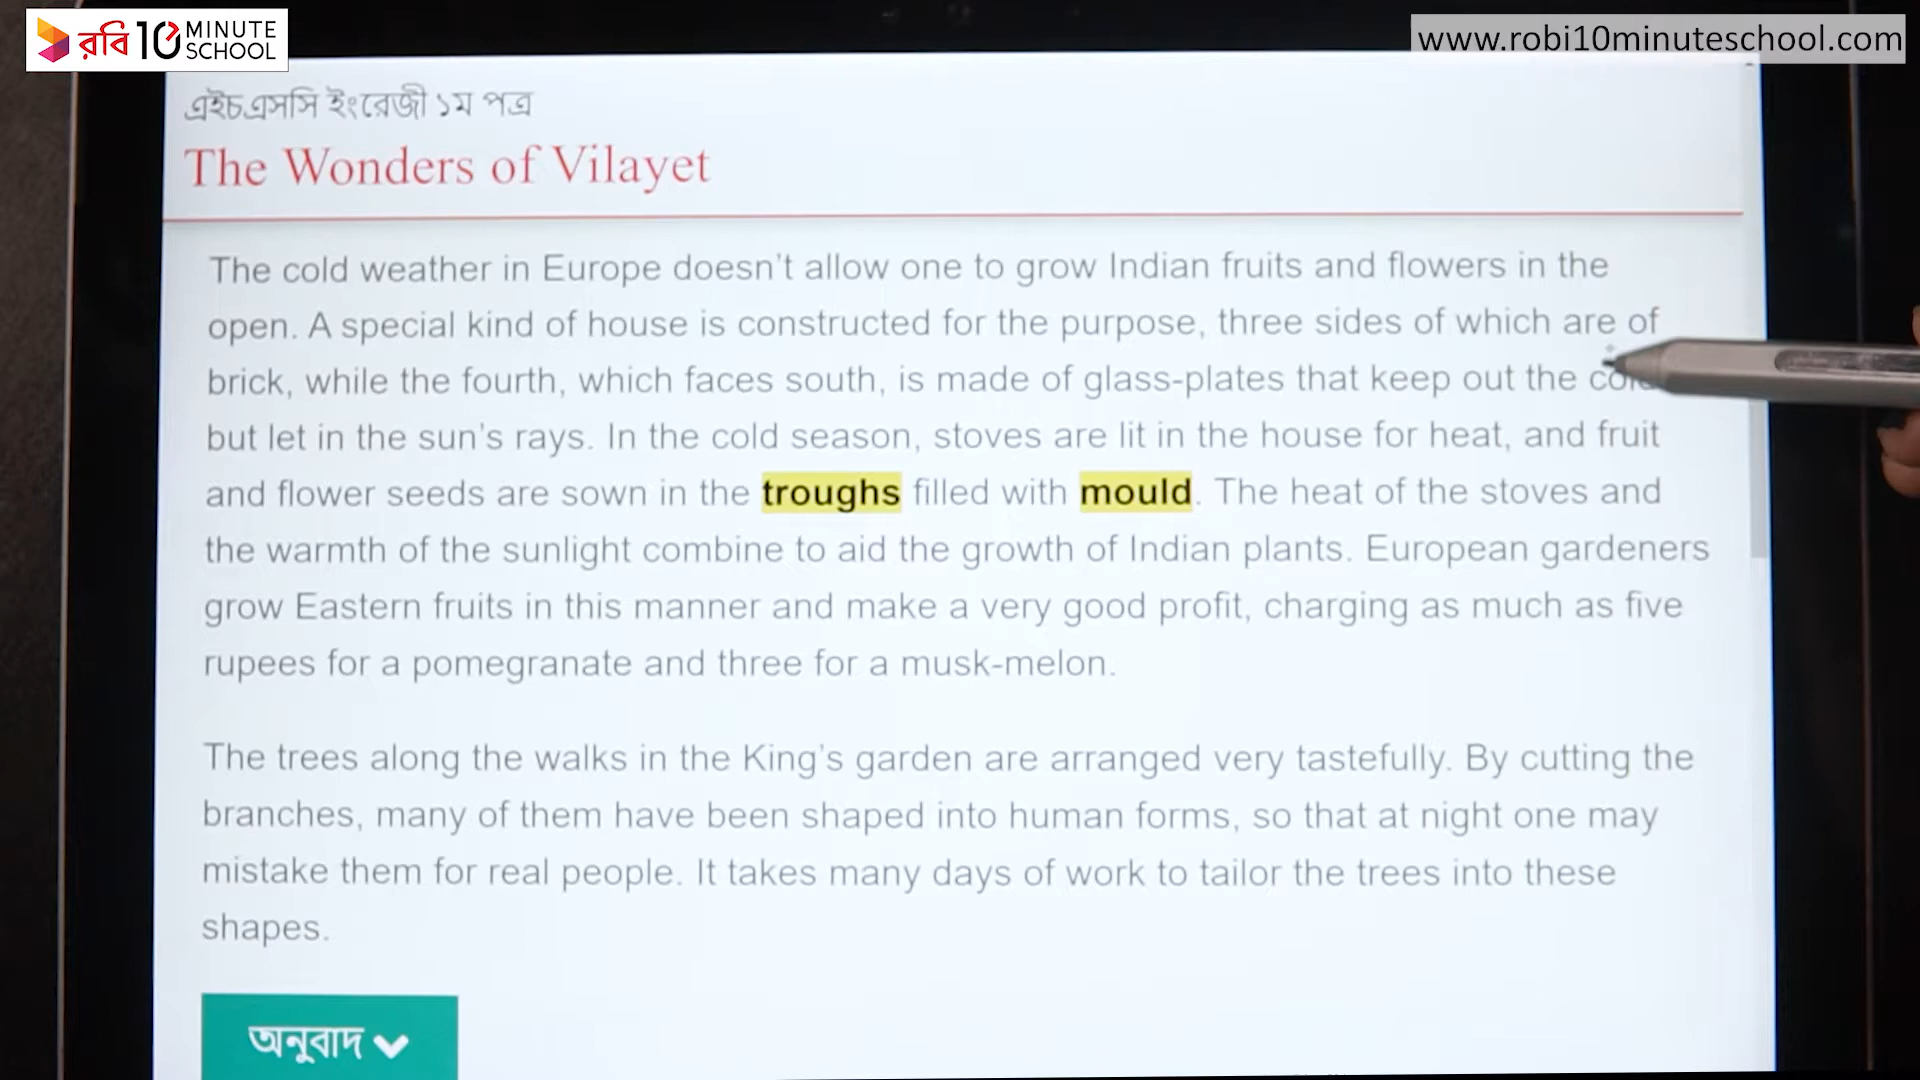 রবি 10 MINUTE SCHOOL
www.robi10minuteschool.com
এইচএসসি ইংরেজী ১ম পত্র
The Wonders of Vilayet
The cold weather in Europe doesn't allow one to grow Indian fruits and flowers in the
open. A special kind of house is constructed for the purpose, three sides of which are of
brick, while the fourth, which faces south, is made of glass-plates that keep out the cold
but let in the sun's rays. In the cold season, stoves are lit in the house for heat, and fruit
and flower seeds are sown in the troughs filled with mould. The heat of the stoves and
the warmth of the sunlight combine to aid the growth of Indian plants. European gardeners
grow Eastern fruits in this manner and make a very good profit, charging as much as five
rupees for a pomegranate and three for a musk-melon.
The trees along the walks in the King's garden are arranged very tastefully. By cutting the
branches, many of them have been shaped into human forms, so that at night one may
mistake them for real people. It takes many days of work to tailor the trees into these
shapes.
অনুবাদ